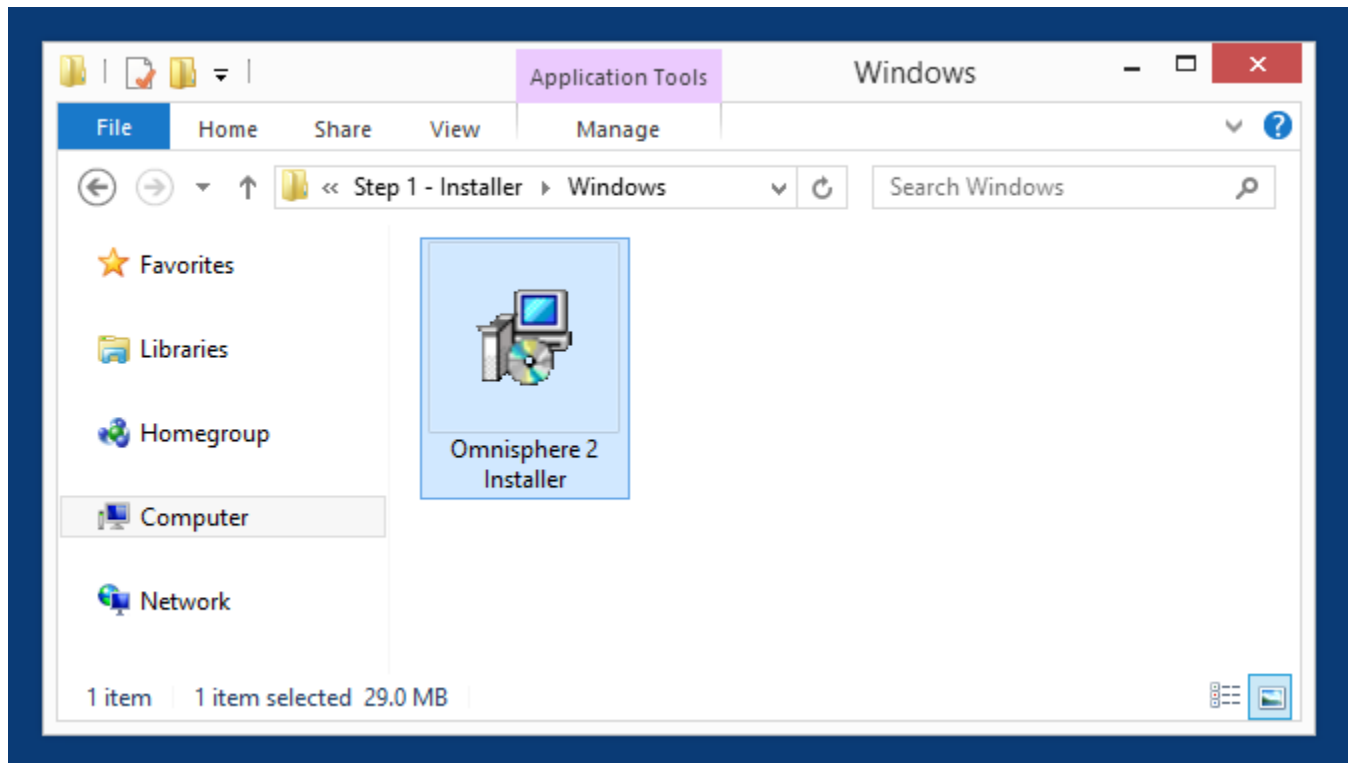 Application Tools
Windows
File
Home
Share
View
Manage
?
« Step 1 - Installer
Windows
Search Windows
Favorites
Libraries
Homegroup
Computer
Network
Omnisphere 2
Installer
1 item
1 item selected 29.0 MB